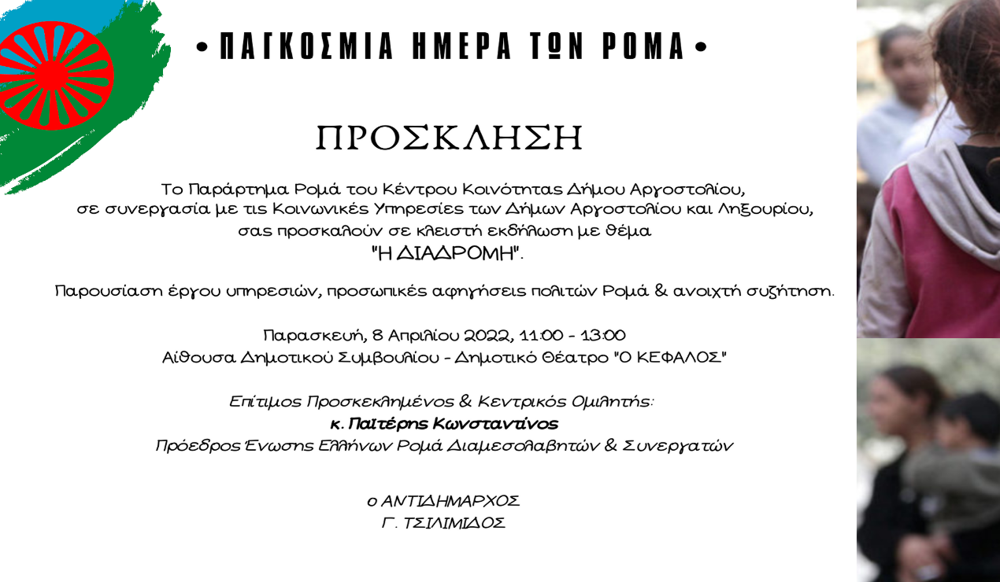 • ΠΑΓΚΟΣΜΙΑ ΗΜΕΡΑ ΤΩΝ ΡΟΜΑ •
ΠΡΟΣΚΛΗΣΗ
Το Παράρτημα Ρομά του Κέντρου Κοινότητας Δήμου Αργοστολίου,
σε συνεργασία με τις Κοινωνικές Υπηρεσίες των Δήμων Αργοστολίου και Ληξουρίου,
σας προσκαλούν σε κλειστή εκδήλωση με θέμα
"Η ΔΙΑΔΡΟΜΗ".
Παρουσίαση έργου υπηρεσιών, προσωπικές αφηγήσεις πολιτών Ρομά & ανοιχτή συζήτηση.
Παρασκευή, 8 Απριλίου 2022, 11:00 - 13:00
Αίθουσα Δημοτικού Συμβουλίου - Δημοτικό Θέατρο "Ο ΚΕΦΑΛΟΣ"
Επίτιμος Προσκεκλημένος & Κεντρικός Ομιλητής:
κ. Παϊτέρης Κωνσταντίνος
Πρόεδρος Ένωσης Ελλήνων Ρομά Διαμεσολαβητών & Συνεργατών
ο ΑΝΤΙΔΗΜΑΡΧΟΣ
Γ. ΤΣΙΛΙΜΙΔΟΣ